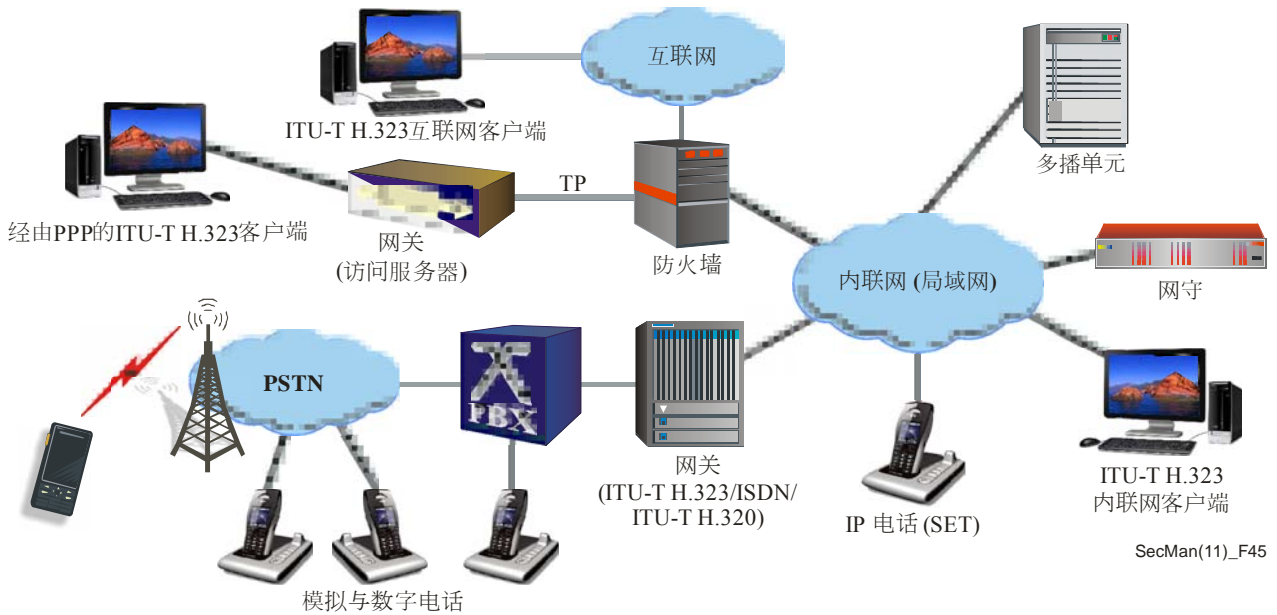 互联网
ITU-T H.323互联网客户端
多播单元
TP
经由PPP的ITU-T H.323客户端
网关
(访问服务器)
防火墙
内联网 (局域网)
网守
PSTN
PBX
网关
(ITU-T H.323/ISDN/
ITU-T H.320)
IP 电话 (SET)
ITU-T H.323
内联网客户端
模拟与数字电话
SecMan(11)_F45